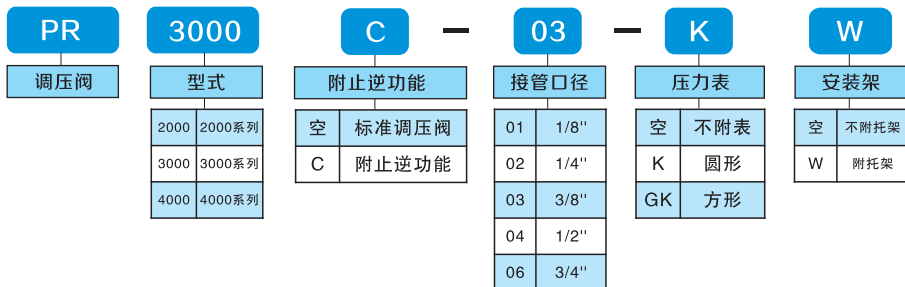 PR 3000 C — 03 — K W
调压阀 型式 附止逆功能 接管口径 压力表 安装架
2000 2000系列 空 标准调压阀 01 1/8'' 空 不附表 空 不附托架
3000 3000系列 C 附止逆功能 02 1/4'' K 圆形 W 附托架
4000 4000系列 03 3/8'' GK 方形
04 1/2''
06 3/4''